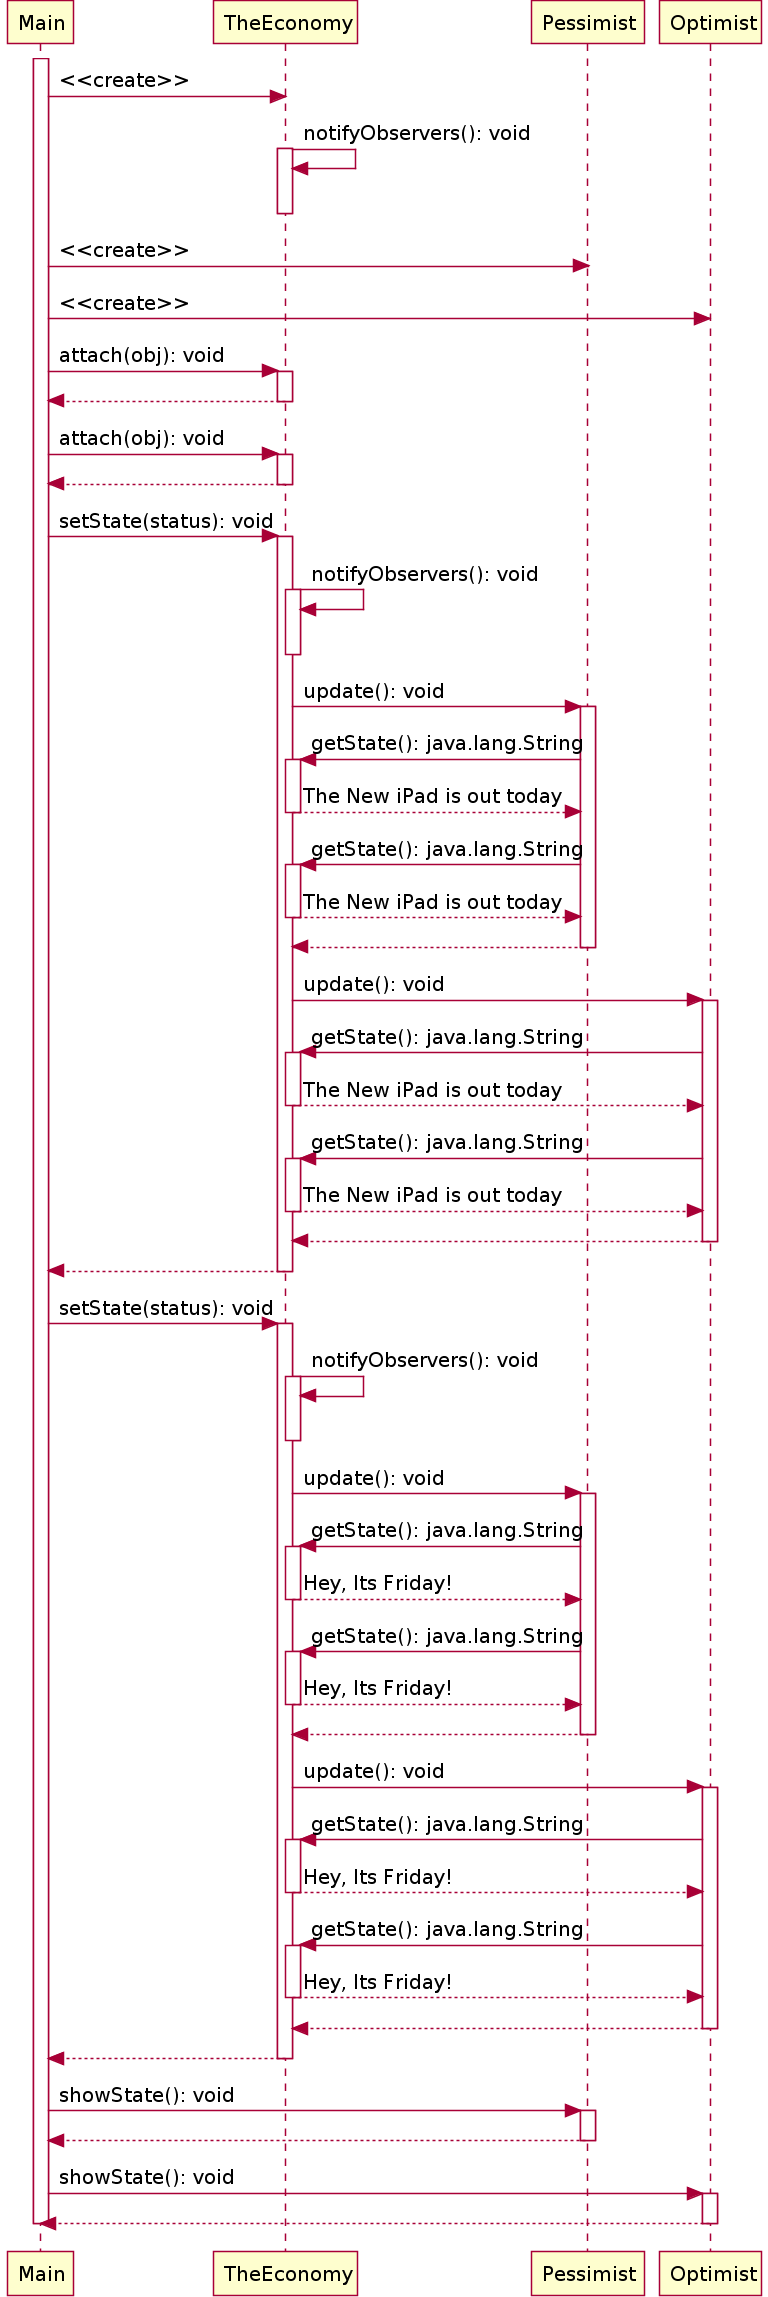 Main TheEconomy Pessimist Optimist
<<create>>
notifyObservers(): void
<<create>>
<<create>>
attach(obj): void
attach(obj): void
setState(status): void
notifyObservers(): void
update(): void
getState(): java.lang.String
The New iPad is out today
getState(): java.lang.String
The New iPad is out today
update(): void
getState(): java.lang.String
The New iPad is out today
getState(): java.lang.String
The New iPad is out today
setState(status): void
notifyObservers(): void
update(): void
getState(): java.lang.String
Hey, Its Friday!
getState(): java.lang.String
Hey, Its Friday!
update(): void
getState(): java.lang.String
Hey, Its Friday!
getState(): java.lang.String
Hey, Its Friday!
showState(): void
showState(): void
Main TheEconomy Pessimist Optimist